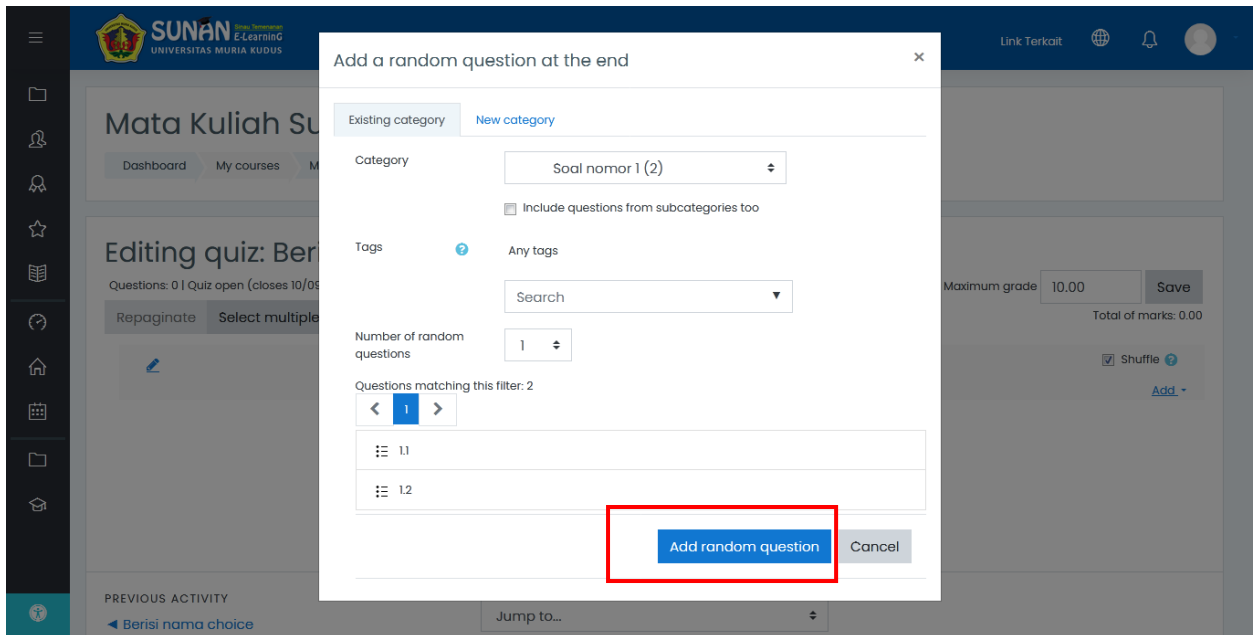 SUNAN Sinau Temenanan E-LearninG
UNIVERSITAS MURIA KUDUS
Link Terkait
Add a random question at the end
×
Existing category
New category
Mata Kuliah Su
Dashboard
My courses
M
Category
Soal nomor 1 (2)
Include questions from subcategories too
Tags
Any tags
Search
Editing quiz: Beri
Questions: 0 | Quiz open (closes 10/09
Maximum grade
10.00
Save
Repaginate
Select multiple
Total of marks: 0.00
Number of random
questions
1
Shuffle
Add
Questions matching this filter: 2
1
1.1
1.2
Add random question
Cancel
PREVIOUS ACTIVITY
◄ Berisi nama choice
Jump to...